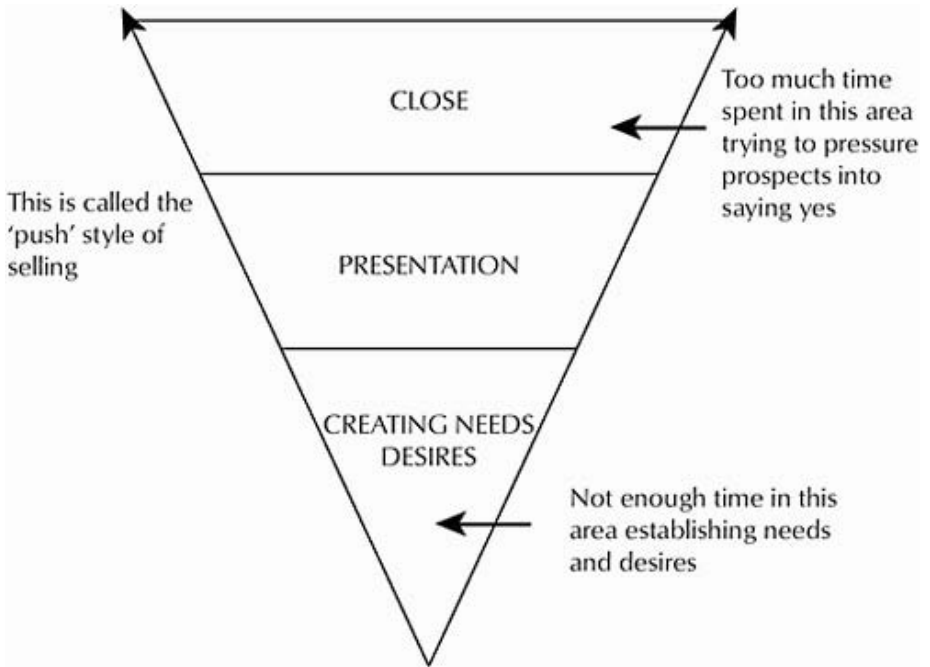 CLOSE
Too much time
spent in this area
trying to pressure
prospects into
saying yes
This is called the
‘push’ style of
selling
PRESENTATION
CREATING NEEDS
DESIRES
Not enough time in this
area establishing needs
and desires